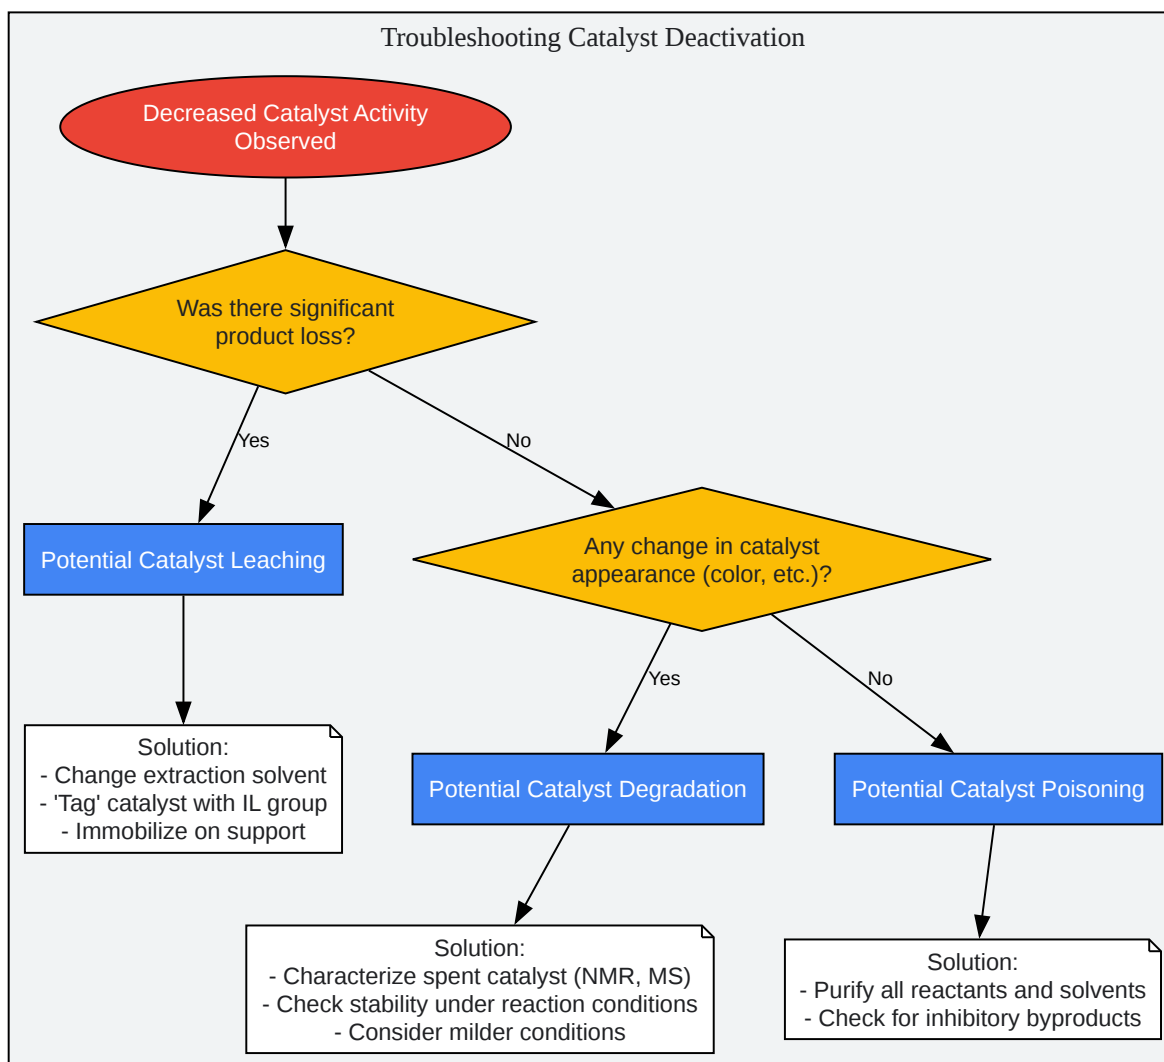 Troubleshooting Catalyst Deactivation
Decreased Catalyst Activity
Observed
Was there significant
product loss?
Yes
No
Potential Catalyst Leaching
Any change in catalyst
appearance (color, etc.)?
Yes
No
Solution:
- Change extraction solvent
- 'Tag' catalyst with IL group
- Immobilize on support
Potential Catalyst Degradation
Potential Catalyst Poisoning
Solution:
- Characterize spent catalyst (NMR, MS)
- Check stability under reaction conditions
- Consider milder conditions
Solution:
- Purify all reactants and solvents
- Check for inhibitory byproducts